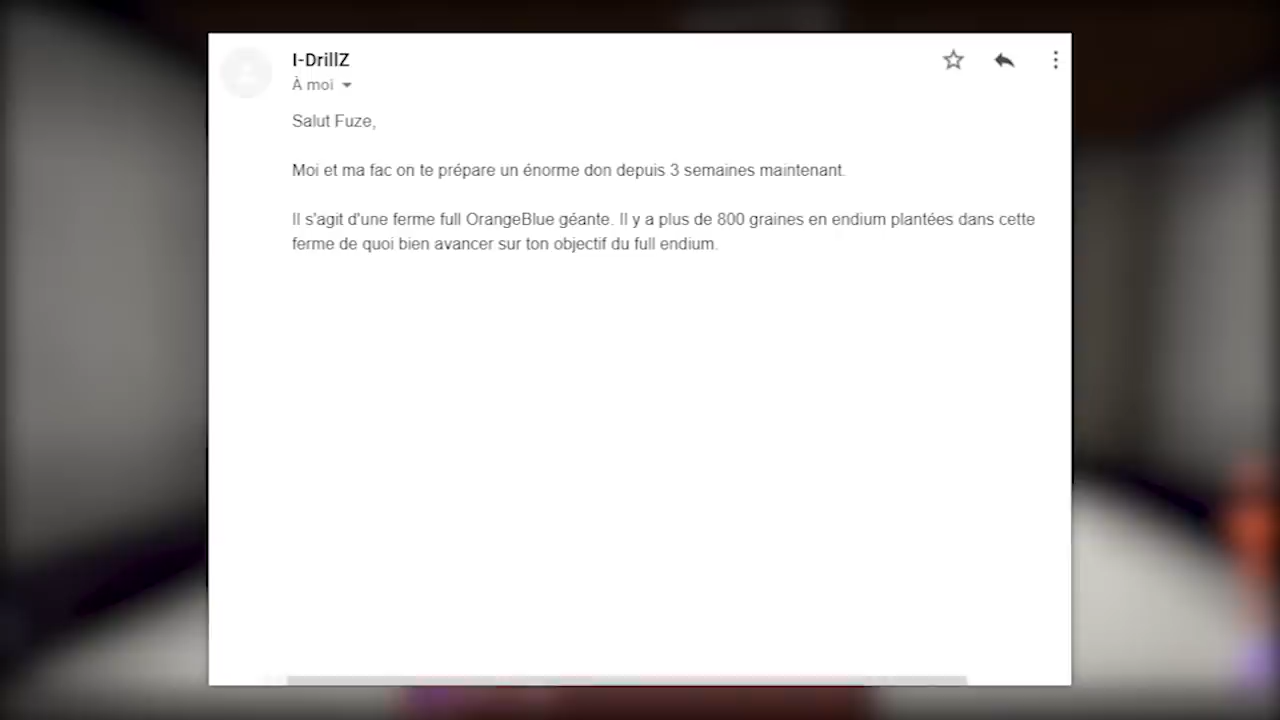 I-DrillZ
À moi
Salut Fuze,
Moi et ma fac on te prépare un énorme don depuis 3 semaines maintenant.
Il s'agit d'une ferme full OrangeBlue géante. Il y a plus de 800 graines en endium plantées dans cette
ferme de quoi bien avancer sur ton objectif du full endium.